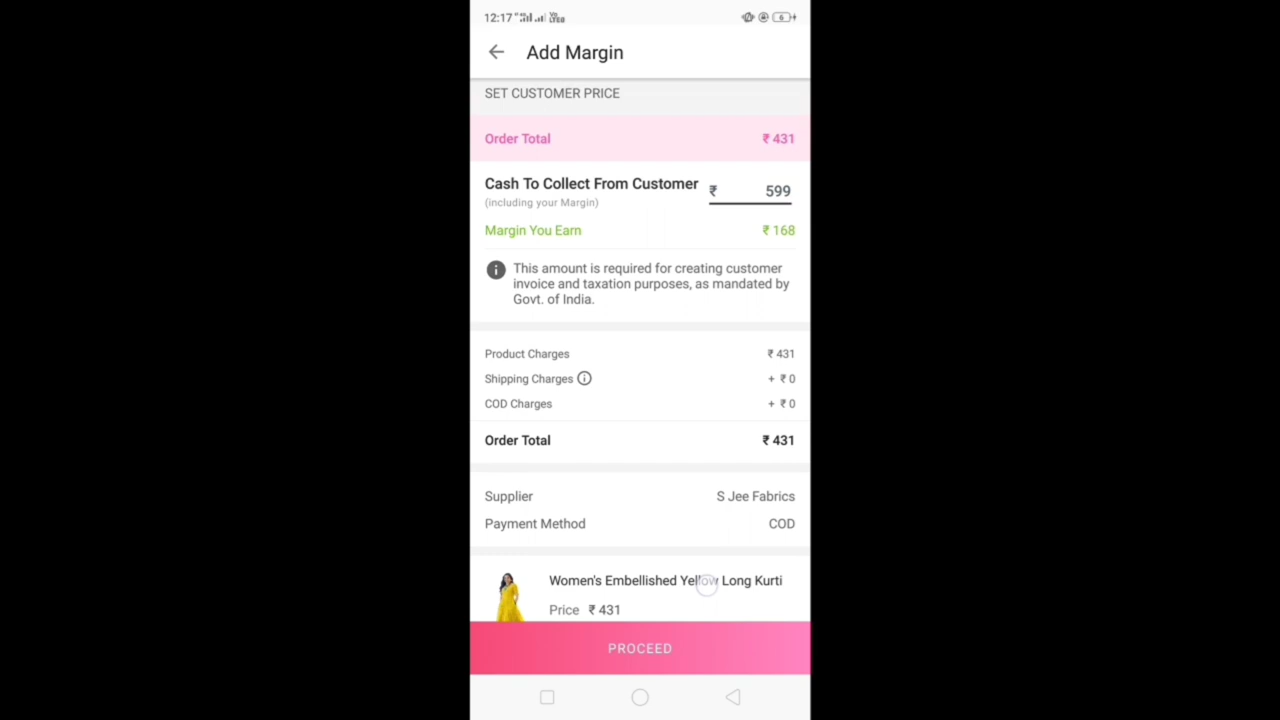 12:17
Add Margin
SET CUSTOMER PRICE
Order Total ₹ 431
Cash To Collect From Customer ₹ 599
(including your Margin)
Margin You Earn ₹ 168
This amount is required for creating customer
invoice and taxation purposes, as mandated by
Govt. of India.
Product Charges ₹ 431
Shipping Charges + ₹ 0
COD Charges + ₹ 0
Order Total ₹ 431
Supplier S Jee Fabrics
Payment Method COD
Women's Embellished Yellow Long Kurti
Price ₹ 431
PROCEED